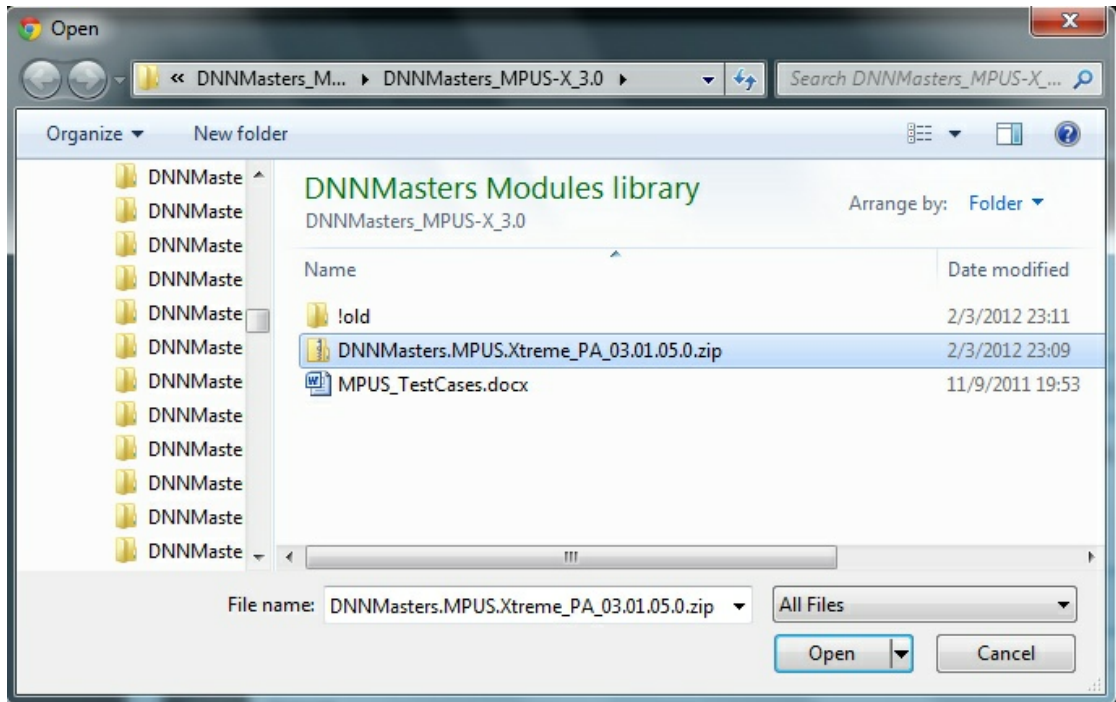 Open
« DNNMasters_M... ▸ DNNMasters_MPUS-X_3.0 ▸
Search DNNMasters_MPUS-X_...
Organize
New folder
DNNMaste
DNNMaste
DNNMaste
DNNMaste
DNNMaste
DNNMaste
DNNMaste
DNNMaste
DNNMaste
DNNMaste
DNNMaste
DNNMaste
DNNMasters Modules library
DNNMasters_MPUS-X_3.0
Arrange by: Folder
Name Date modified
!old 2/3/2012 23:11
DNNMasters.MPUS.Xtreme_PA_03.01.05.0.zip 2/3/2012 23:09
MPUS_TestCases.docx 11/9/2011 19:53
File name: DNNMasters.MPUS.Xtreme_PA_03.01.05.0.zip
All Files
Open
Cancel